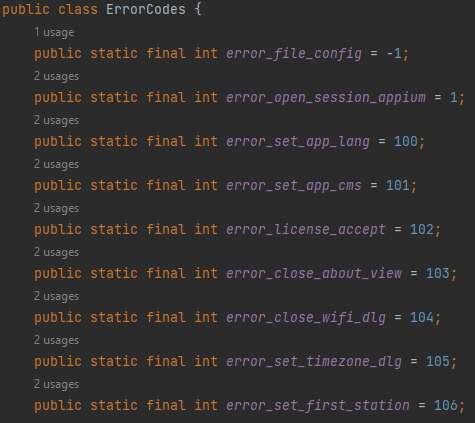 public class ErrorCodes {
1 usage
public static final int error_file_config = -1;
2 usages
public static final int error_open_session_appium = 1;
2 usages
public static final int error_set_app_lang = 100;
2 usages
public static final int error_set_app_cms = 101;
2 usages
public static final int error_license_accept = 102;
2 usages
public static final int error_close_about_view = 103;
2 usages
public static final int error_close_wifi_dlg = 104;
2 usages
public static final int error_set_timezone_dlg = 105;
2 usages
public static final int error_set_first_station = 106;